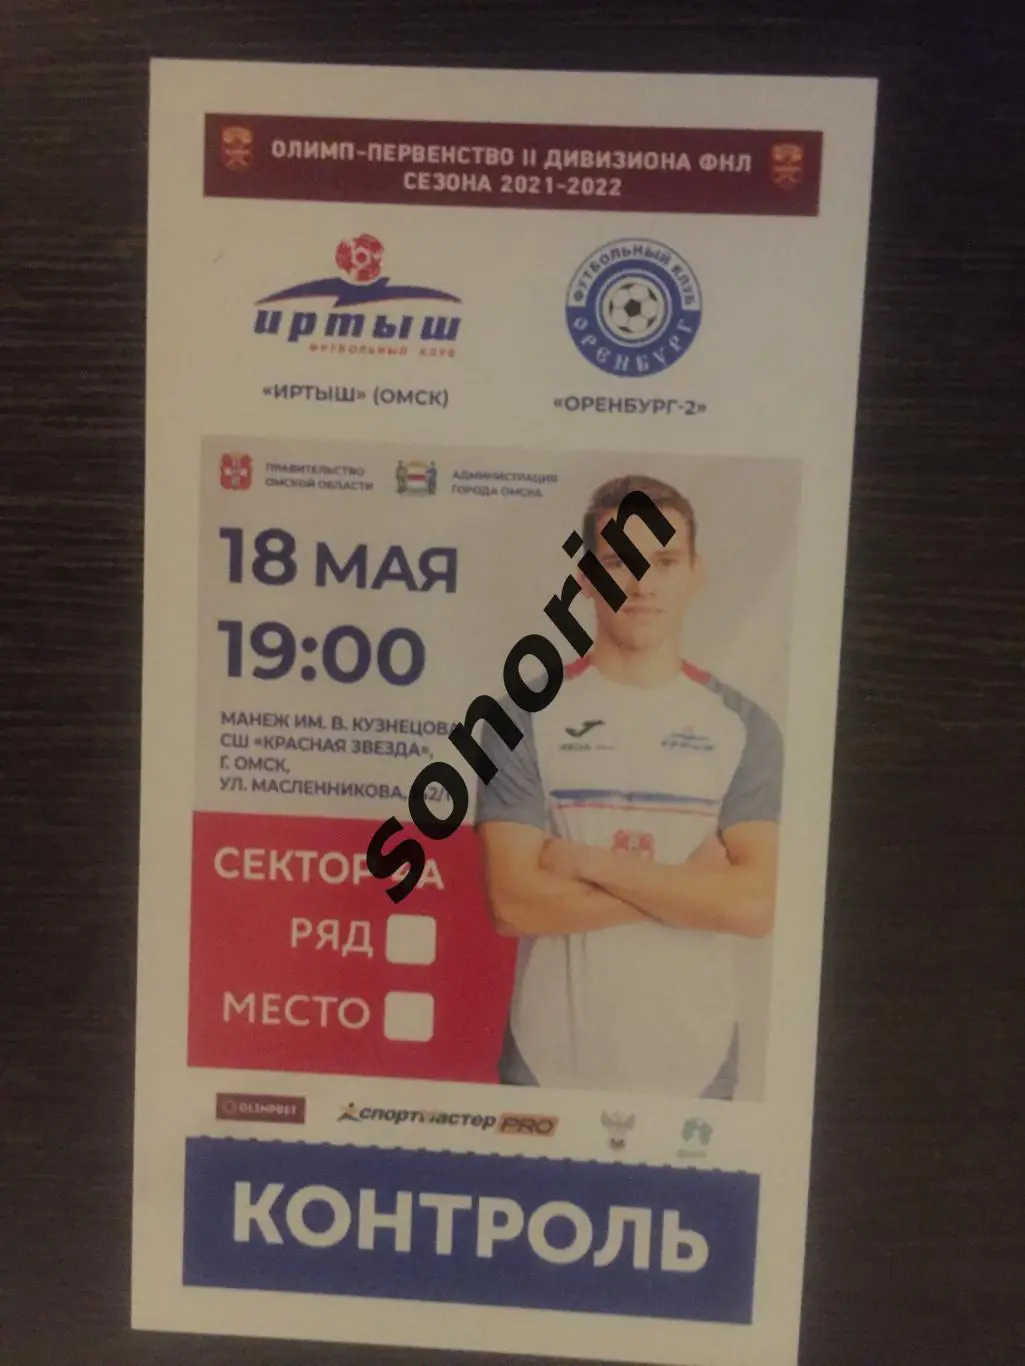 ОЛИМП-ПЕРВЕНСТВО II ДИВИЗИОНА ФНЛ
СЕЗОНА 2021-2022
иртыш
ФУТБОЛЬНЫЙ КЛУБ
ФУТБОЛЬНЫЙ КЛУБ
ОРЕНБУРГ
«ИРТЫШ» (ОМСК)
«ОРЕНБУРГ-2»
ПРАВИТЕЛЬСТВО
ОМСКОЙ ОБЛАСТИ
АДМИНИСТРАЦИЯ
ГОРОДА ОМСКА
18 МАЯ
19:00
МАНЕЖ ИМ. В. КУЗНЕЦОВА
СШ «КРАСНАЯ ЗВЕЗДА»,
Г. ОМСК,
УЛ. МАСЛЕННИКОВА,
sonorin
JOMA
иртыш
СЕКТОР
РЯД
МЕСТО
OLIMPBET
СПОРТМАСТЕР PRO
КОНТРОЛЬ